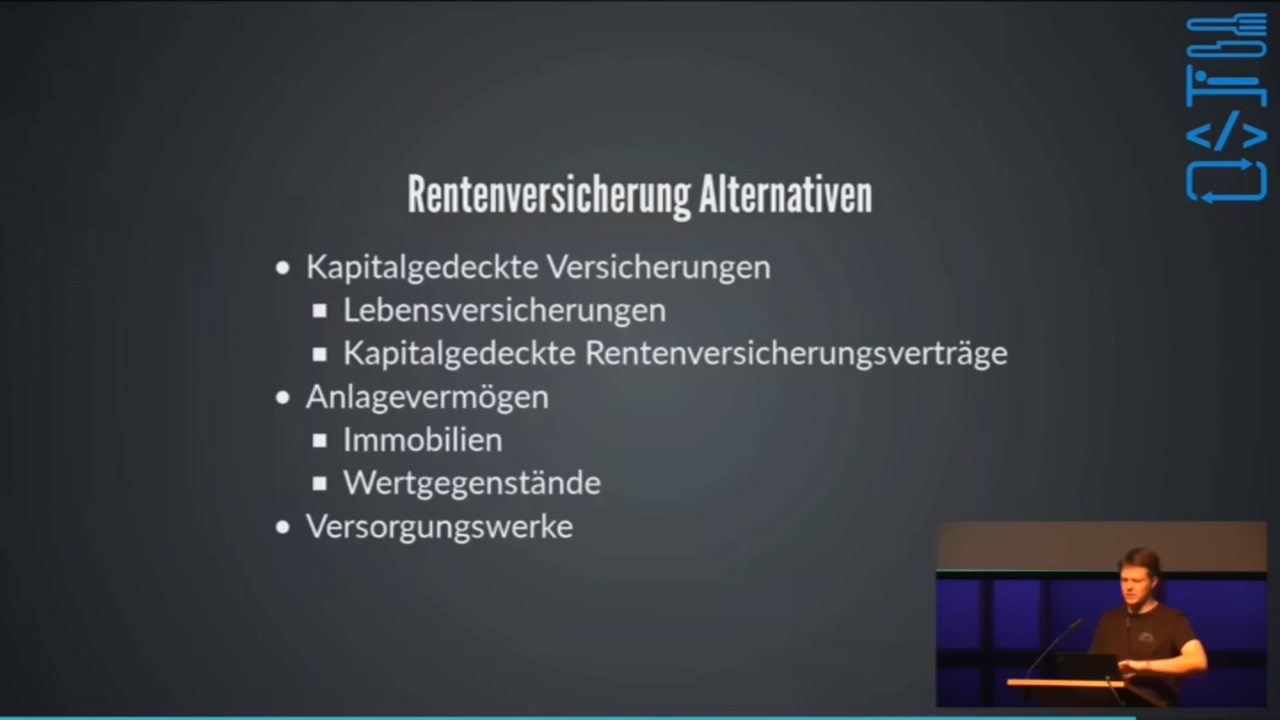 Rentenversicherung Alternativen
• Kapitalgedeckte Versicherungen
▪ Lebensversicherungen
▪ Kapitalgedeckte Rentenversicherungsverträge
• Anlagevermögen
▪ Immobilien
▪ Wertgegenstände
• Versorgungswerke